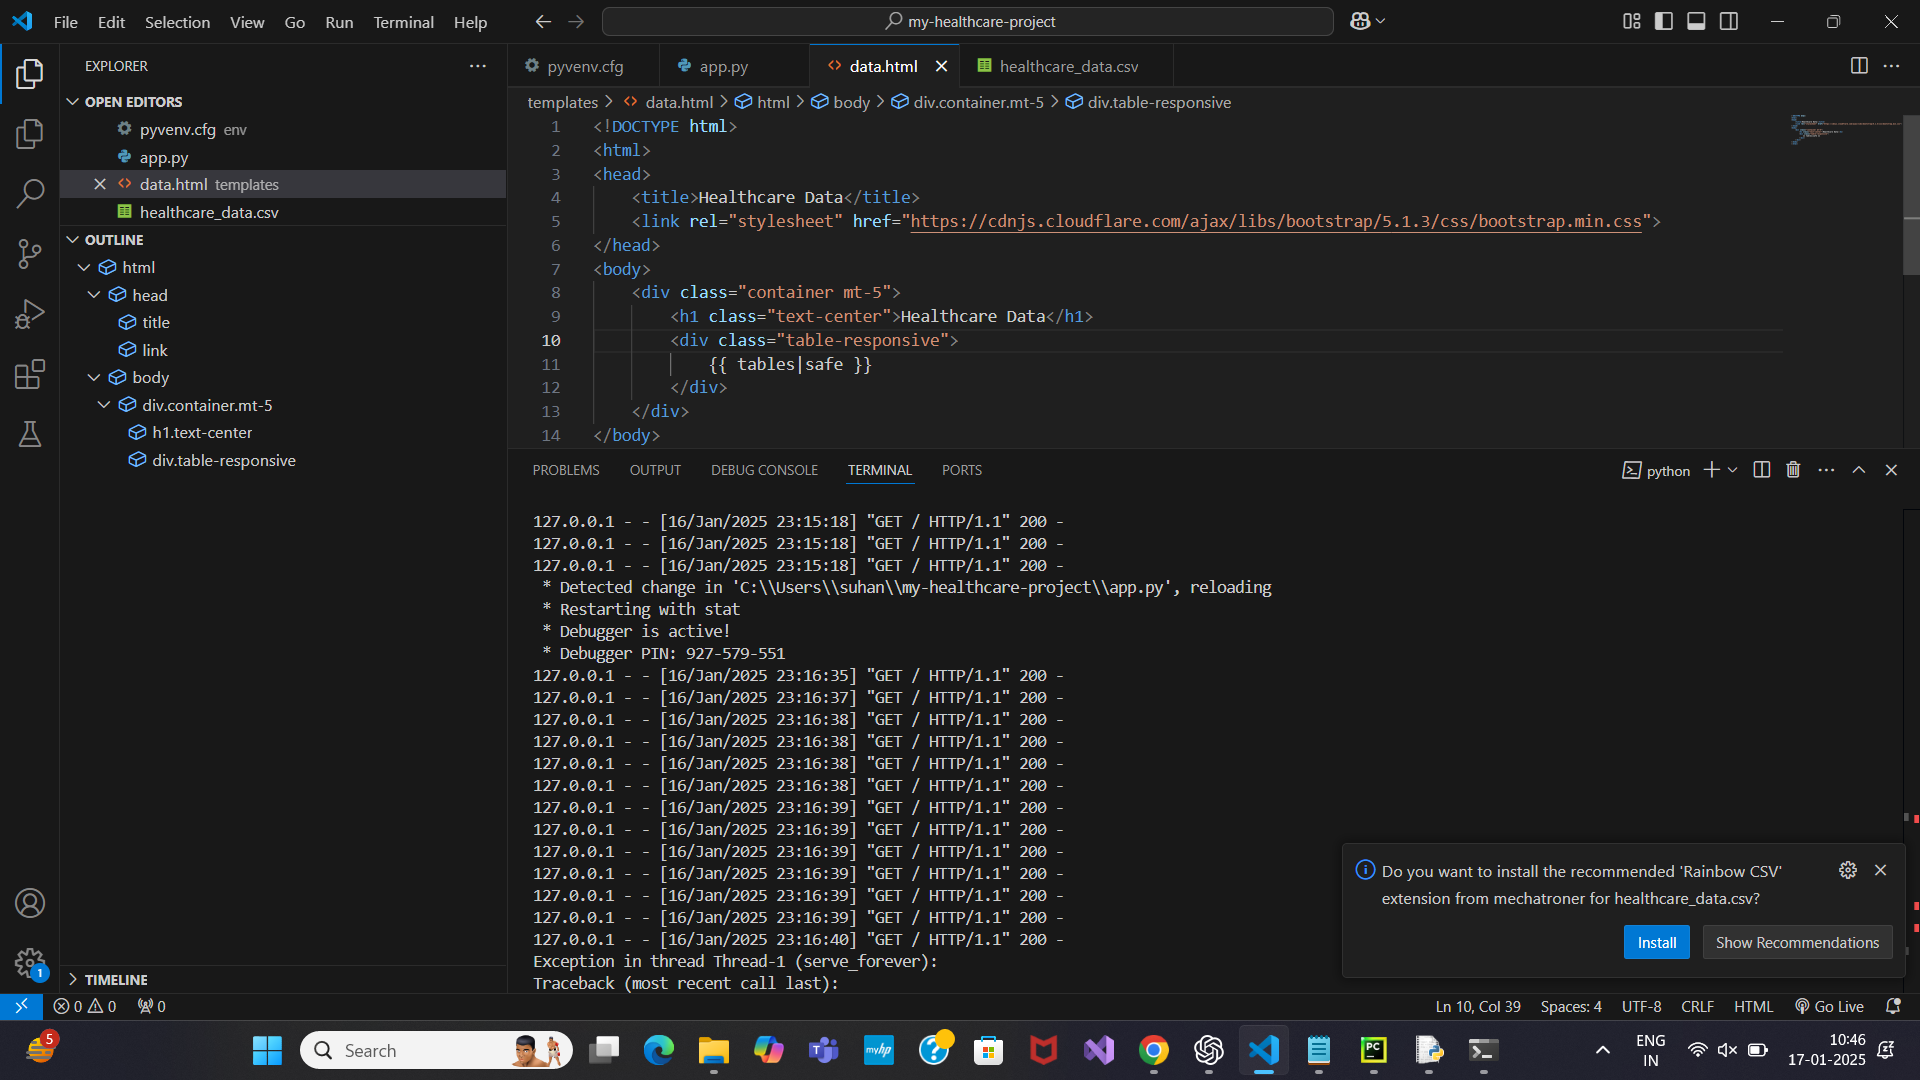 File Edit Selection View Go Run Terminal Help
my-healthcare-project
EXPLORER
OPEN EDITORS
pyvenv.cfg env
app.py
data.html templates
healthcare_data.csv
OUTLINE
html
head
title
link
body
div.container.mt-5
h1.text-center
div.table-responsive
TIMELINE
1
pyvenv.cfg
app.py
data.html
healthcare_data.csv
templates > data.html > html > body > div.container.mt-5 > div.table-responsive
1 <!DOCTYPE html>
2 <html>
3 <head>
4 <title>Healthcare Data</title>
5 <link rel="stylesheet" href="https://cdnjs.cloudflare.com/ajax/libs/bootstrap/5.1.3/css/bootstrap.min.css">
6 </head>
7 <body>
8 <div class="container mt-5">
9 <h1 class="text-center">Healthcare Data</h1>
10 <div class="table-responsive">
11 {{ tables|safe }}
12 </div>
13 </div>
14 </body>
PROBLEMS OUTPUT DEBUG CONSOLE TERMINAL PORTS
python
127.0.0.1 - - [16/Jan/2025 23:15:18] "GET / HTTP/1.1" 200 -
127.0.0.1 - - [16/Jan/2025 23:15:18] "GET / HTTP/1.1" 200 -
127.0.0.1 - - [16/Jan/2025 23:15:18] "GET / HTTP/1.1" 200 -
* Detected change in 'C:\\Users\\suhan\\my-healthcare-project\\app.py', reloading
* Restarting with stat
* Debugger is active!
* Debugger PIN: 927-579-551
127.0.0.1 - - [16/Jan/2025 23:16:35] "GET / HTTP/1.1" 200 -
127.0.0.1 - - [16/Jan/2025 23:16:37] "GET / HTTP/1.1" 200 -
127.0.0.1 - - [16/Jan/2025 23:16:38] "GET / HTTP/1.1" 200 -
127.0.0.1 - - [16/Jan/2025 23:16:38] "GET / HTTP/1.1" 200 -
127.0.0.1 - - [16/Jan/2025 23:16:38] "GET / HTTP/1.1" 200 -
127.0.0.1 - - [16/Jan/2025 23:16:38] "GET / HTTP/1.1" 200 -
127.0.0.1 - - [16/Jan/2025 23:16:39] "GET / HTTP/1.1" 200 -
127.0.0.1 - - [16/Jan/2025 23:16:39] "GET / HTTP/1.1" 200 -
127.0.0.1 - - [16/Jan/2025 23:16:39] "GET / HTTP/1.1" 200 -
127.0.0.1 - - [16/Jan/2025 23:16:39] "GET / HTTP/1.1" 200 -
127.0.0.1 - - [16/Jan/2025 23:16:39] "GET / HTTP/1.1" 200 -
127.0.0.1 - - [16/Jan/2025 23:16:39] "GET / HTTP/1.1" 200 -
127.0.0.1 - - [16/Jan/2025 23:16:40] "GET / HTTP/1.1" 200 -
Exception in thread Thread-1 (serve_forever):
Traceback (most recent call last):
Do you want to install the recommended 'Rainbow CSV'
extension from mechatroner for healthcare_data.csv?
Install
Show Recommendations
0 0 0
Ln 10, Col 39 Spaces: 4 UTF-8 CRLF HTML Go Live
5
Search
myhp
PC
ENG
IN
10:46
17-01-2025